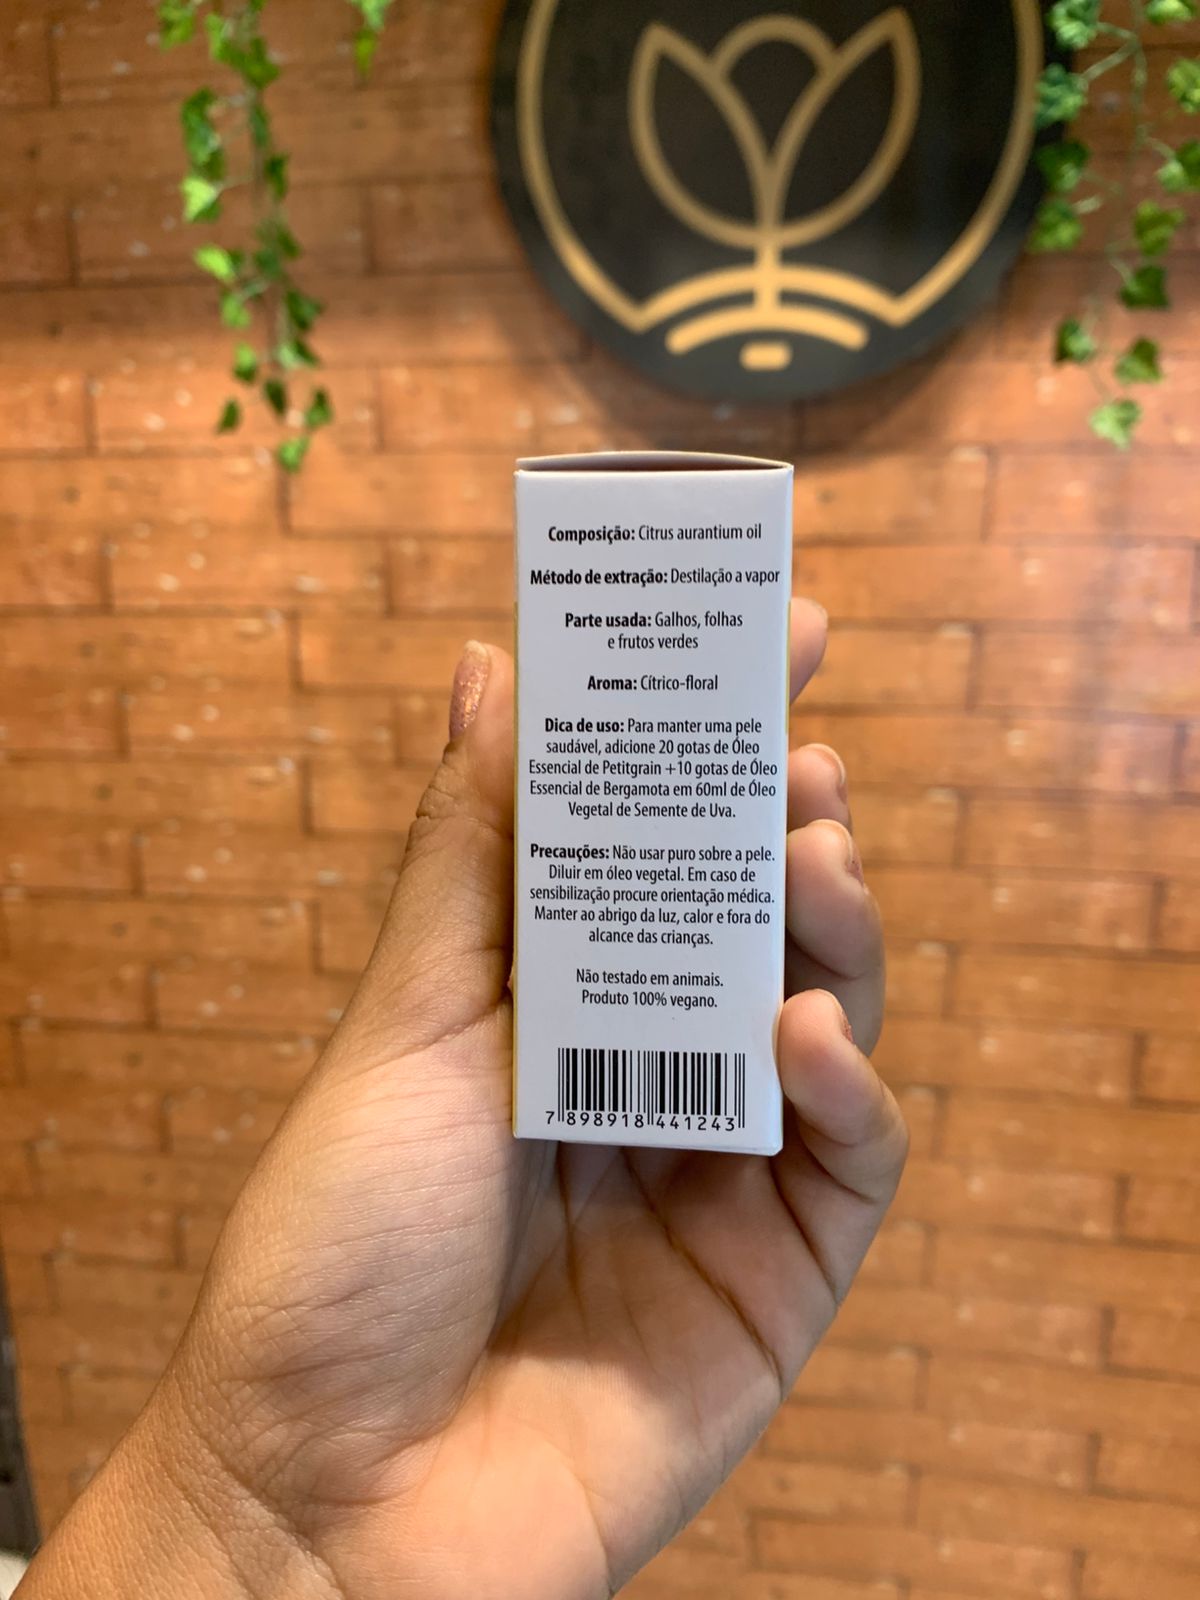 Composição: Citrus aurantium oil
Método de extração: Destilação a vapor
Parte usada: Galhos, folhas
e frutos verdes
Aroma: Cítrico-floral
Dica de uso: Para manter uma pele
saudável, adicione 20 gotas de Óleo
Essencial de Petitgrain +10 gotas de Óleo
Essencial de Bergamota em 60ml de Óleo
Vegetal de Semente de Uva.
Precauções: Não usar puro sobre a pele.
Diluir em óleo vegetal. Em caso de
sensibilização procure orientação médica.
Manter ao abrigo da luz, calor e fora do
alcance das crianças.
Não testado em animais.
Produto 100% vegano.
7 898918 441243